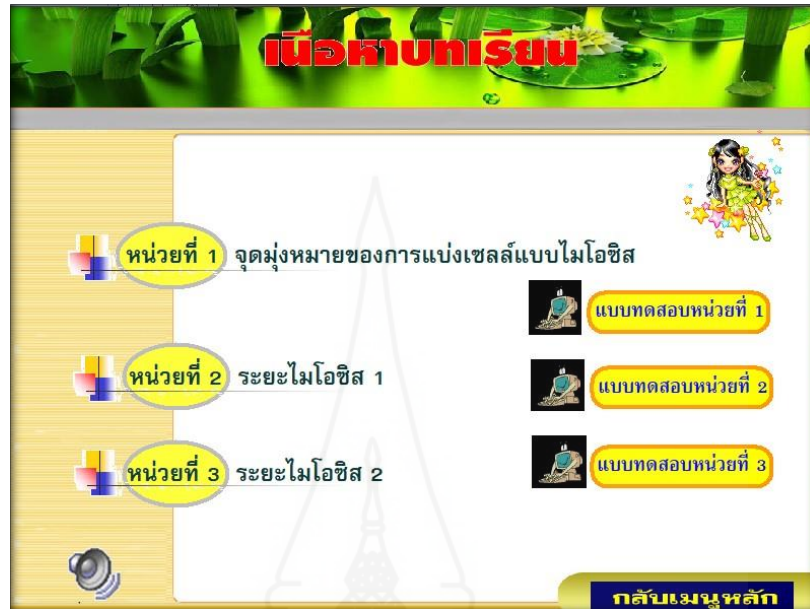 เนื้อหาบทเรียน
หน่วยที่ 1 จุดมุ่งหมายของการแบ่งเซลล์แบบไมโอซิส
แบบทดสอบหน่วยที่ 1
หน่วยที่ 2 ระยะไมโอซิส 1
แบบทดสอบหน่วยที่ 2
หน่วยที่ 3 ระยะไมโอซิส 2
แบบทดสอบหน่วยที่ 3
กลับเมนูหลัก